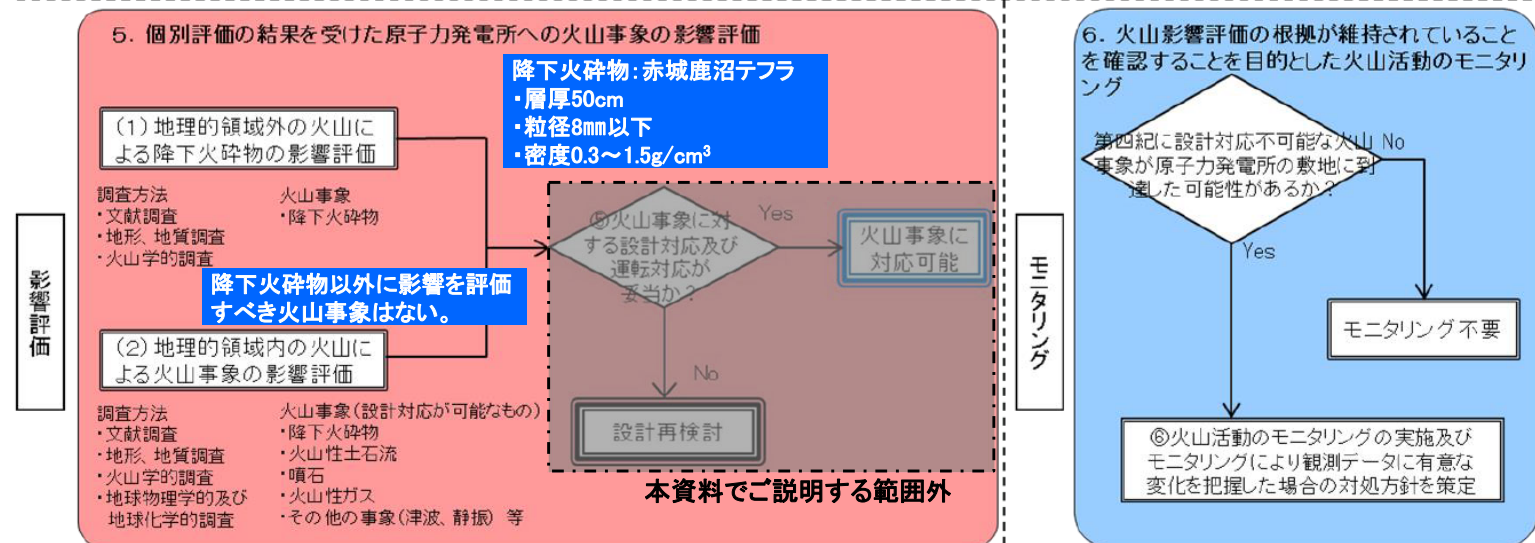 影響評価
5. 個別評価の結果を受けた原子力発電所への火山事象の影響評価
降下火砕物:赤城鹿沼テフラ
・層厚50cm
・粒径8㎜以下
・密度0.3~1.5g/cm³
(1)地理的領域外の火山に
よる降下火砕物の影響評価
調査方法
・文献調査
・地形、地質調査
・火山学的調査
火山事象
・降下火砕物
降下火砕物以外に影響を評価
すべき火山事象はない。
(2)地理的領域内の火山に
よる火山事象の影響評価
調査方法
・文献調査
・地形、地質調査
・火山学的調査
・地球物理学的及び
地球化学的調査
火山事象(設計対応が可能なもの)
・降下火砕物
・火山性土石流
・噴石
・火山性ガス
・その他の事象(津波、静振) 等
⑤火山事象に対
する設計対応及び
運転対応が
妥当か?
Yes
火山事象に
対応可能
No
設計再検討
本資料でご説明する範囲外
モニタリング
6. 火山影響評価の根拠が維持されていること
を確認することを目的とした火山活動のモニタリ
ング
第四紀に設計対応不可能な火山
事象が原子力発電所の敷地に到
達した可能性があるか?
No
Yes
モニタリング不要
⑥火山活動のモニタリングの実施及び
モニタリングにより観測データに有意な
変化を把握した場合の対処方針を策定